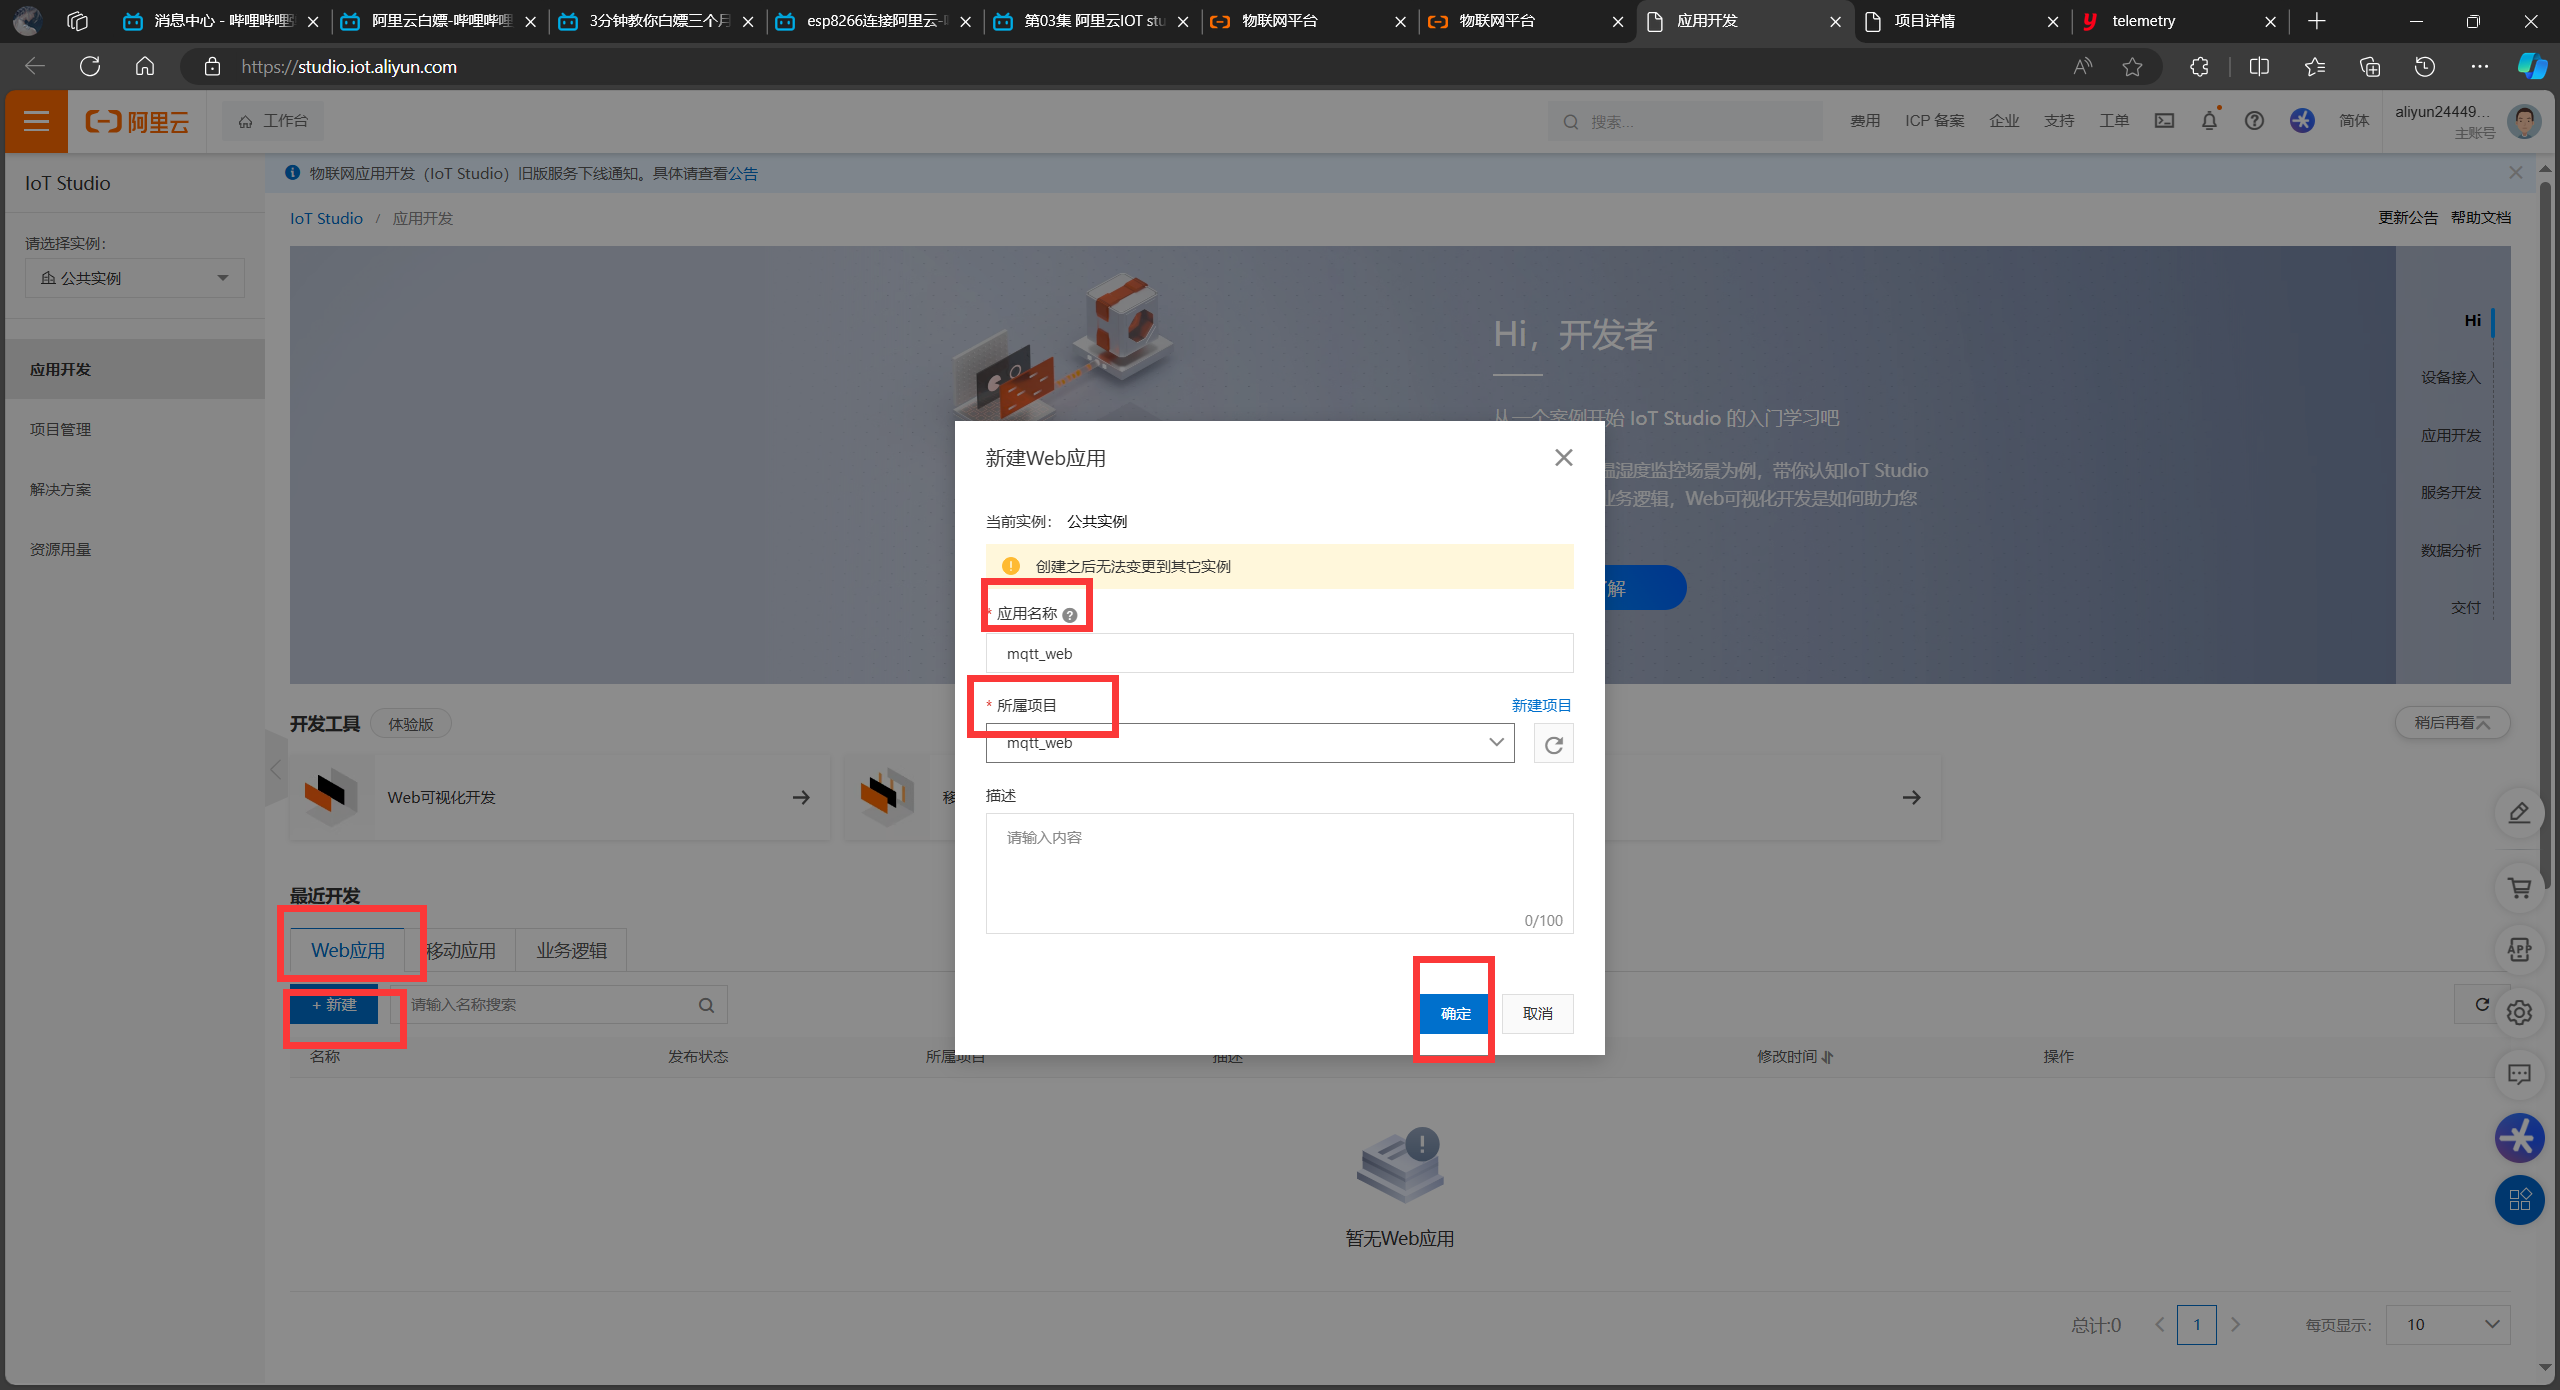 消息中心 - 哔哩哔哩
阿里云白嫖-哔哩哔哩
3分钟教你白嫖三个月
esp8266连接阿里云-
第03集 阿里云IOT stu
物联网平台
物联网平台
应用开发
项目详情
telemetry
https://studio.iot.aliyun.com
阿里云
工作台
搜索...
费用
ICP 备案
企业
支持
工单
简体
aliyun24449...
主账号
IoT Studio
物联网应用开发（IoT Studio）旧版服务下线通知。具体请查看公告
请选择实例：
公共实例
应用开发
项目管理
解决方案
资源用量
IoT Studio / 应用开发
更新公告 帮助文档
Hi，开发者
从一个案例开始 IoT Studio 的入门学习吧
温湿度监控场景为例，带你认知IoT Studio
业务逻辑，Web可视化开发是如何助力您
解
Hi
设备接入
应用开发
服务开发
数据分析
交付
开发工具 体验版
稍后再看
Web可视化开发
移
最近开发
Web应用
移动应用
业务逻辑
+ 新建
请输入名称搜索
名称
发布状态
所属项目
描述
修改时间
操作
暂无Web应用
总计:0
1
每页显示：
10
APP
新建Web应用
当前实例： 公共实例
创建之后无法变更到其它实例
* 应用名称
mqtt_web
* 所属项目
新建项目
mqtt_web
描述
请输入内容
0/100
确定
取消